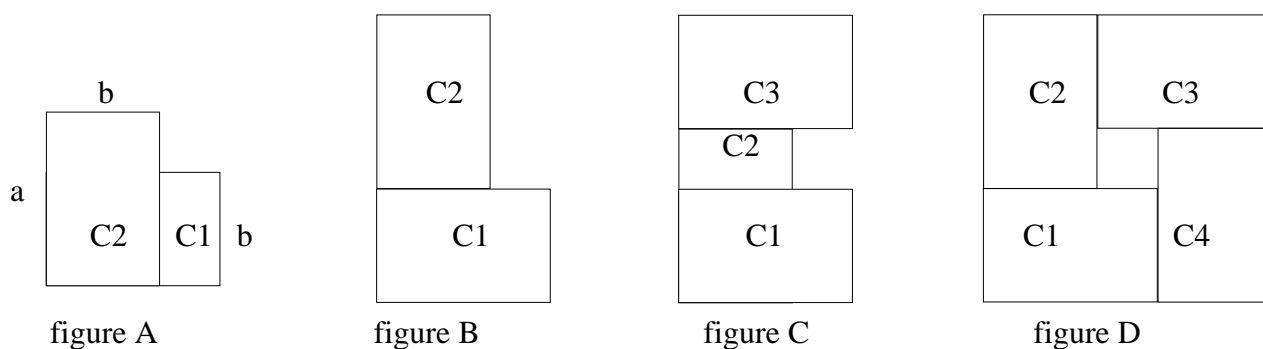 b
a
C2 C1 b
figure A
C2
C1
figure B
C3
C2
C1
figure C
C2 C3
C1 C4
figure D